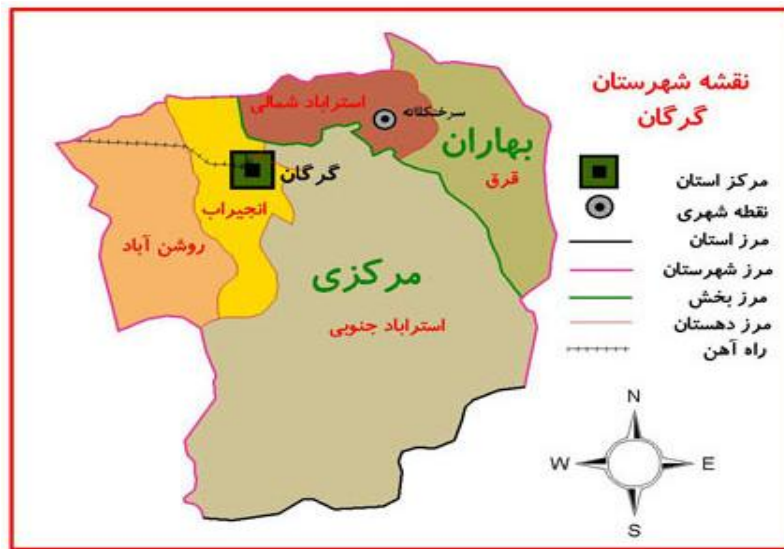 نقشه شهرستان
گرگان
مرکز استان
نقطه شهری
مرز استان
مرز شهرستان
مرز بخش
مرز دهستان
راه آهن
استراباد شمالی
سرخنکلاته
بهاران
قرق
گرگان
انجیراب
روشن آباد
مرکزی
استراباد جنوبی
N
W
E
S